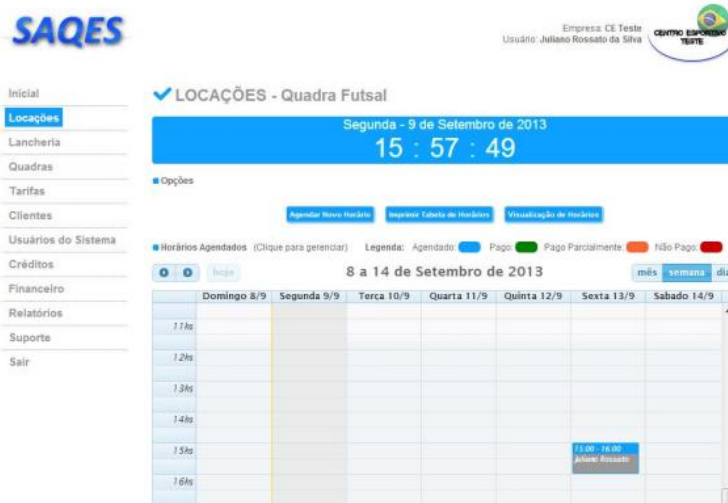 SAQES
Empresa: CE Teste
Usuário: Juliano Rossato da Silva
CENTRO ESPORTIVO
TESTE
Inicial
Locações
Lancheria
Quadras
Tarifas
Clientes
Usuários do Sistema
Créditos
Financeiro
Relatórios
Suporte
Sair
LOCAÇÕES - Quadra Futsal
Segunda - 9 de Setembro de 2013
15 : 57 : 49
Opções
Agendar Novo Horário Imprimir Tabela de Horários Visualização de Horários
Horários Agendados (Clique para gerenciar) Legenda: Agendado: Pago: Pago Parcialmente: Não Pago:
hoje 8 a 14 de Setembro de 2013 mês semana dia
Domingo 8/9 Segunda 9/9 Terça 10/9 Quarta 11/9 Quinta 12/9 Sexta 13/9 Sabado 14/9
11hs
12hs
13hs
14hs
15hs
15:00 - 16:00
Juliano Rossato
16hs